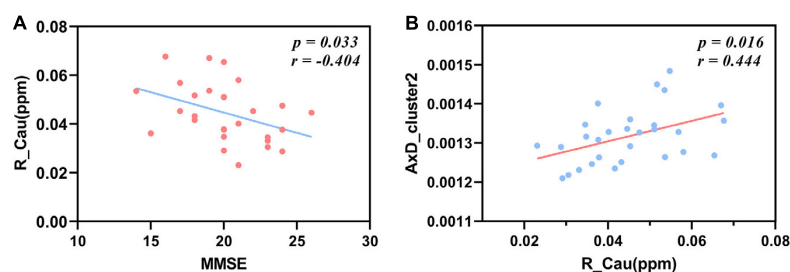 A
p = 0.033
r = -0.404
R_Cau(ppm)
0.08
0.06
0.04
0.02
0.00
10
15
20
25
30
MMSE
B
p = 0.016
r = 0.444
AxD_cluster2
0.0016
0.0015
0.0014
0.0013
0.0012
0.0011
0.02
0.04
0.06
0.08
R_Cau(ppm)